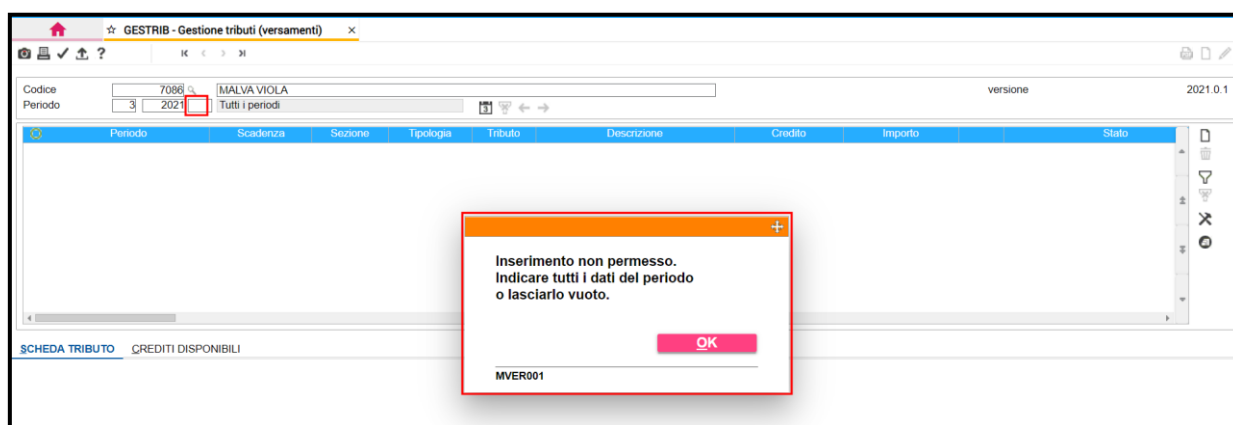 ☆ GESTRIB - Gestione tributi (versamenti) ×
?
Codice 7086 MALVA VIOLA versione 2021.0.1
Periodo 3 2021 Tutti i periodi 3
Periodo Scadenza Sezione Tipologia Tributo Descrizione Credito Importo Stato
Inserimento non permesso.
Indicare tutti i dati del periodo
o lasciarlo vuoto.
OK
MVER001
SCHEDA TRIBUTO CREDITI DISPONIBILI